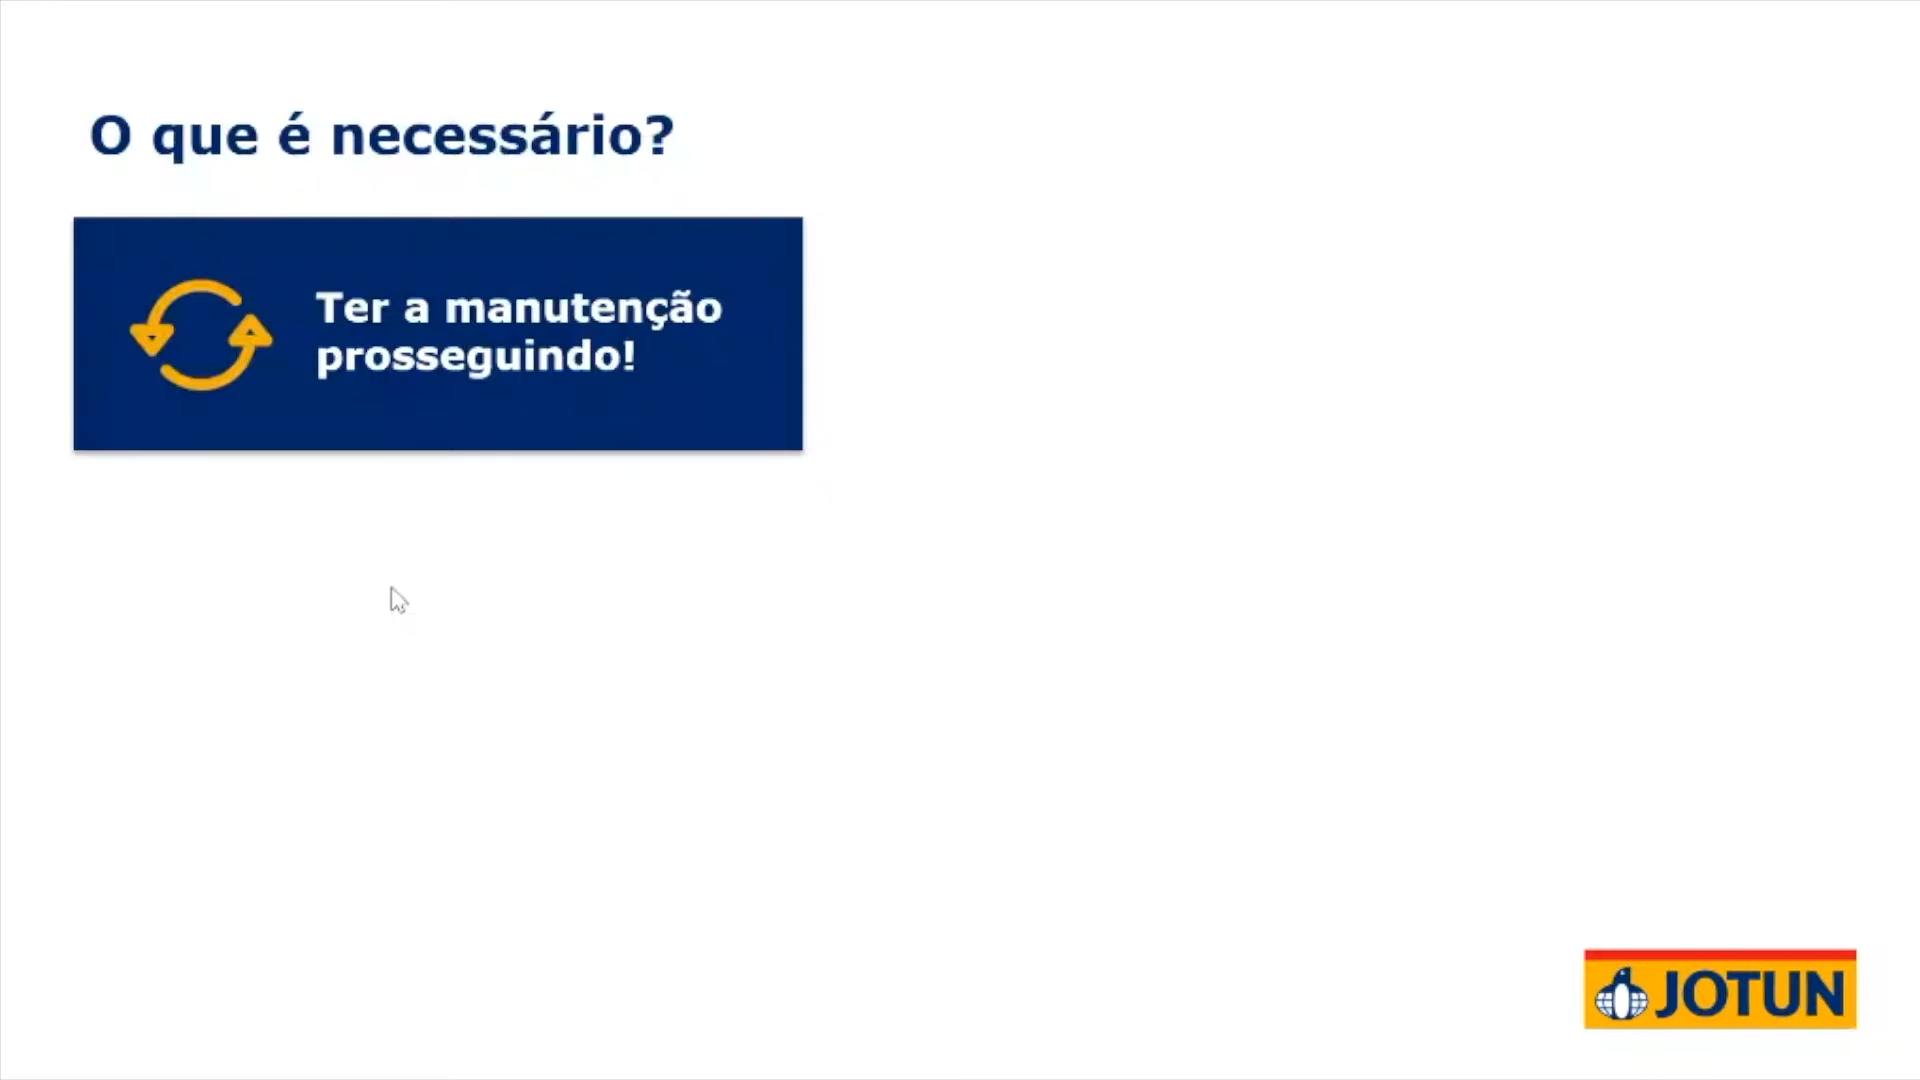 O que é necessário?
Ter a manutenção
prosseguindo!
JOTUN